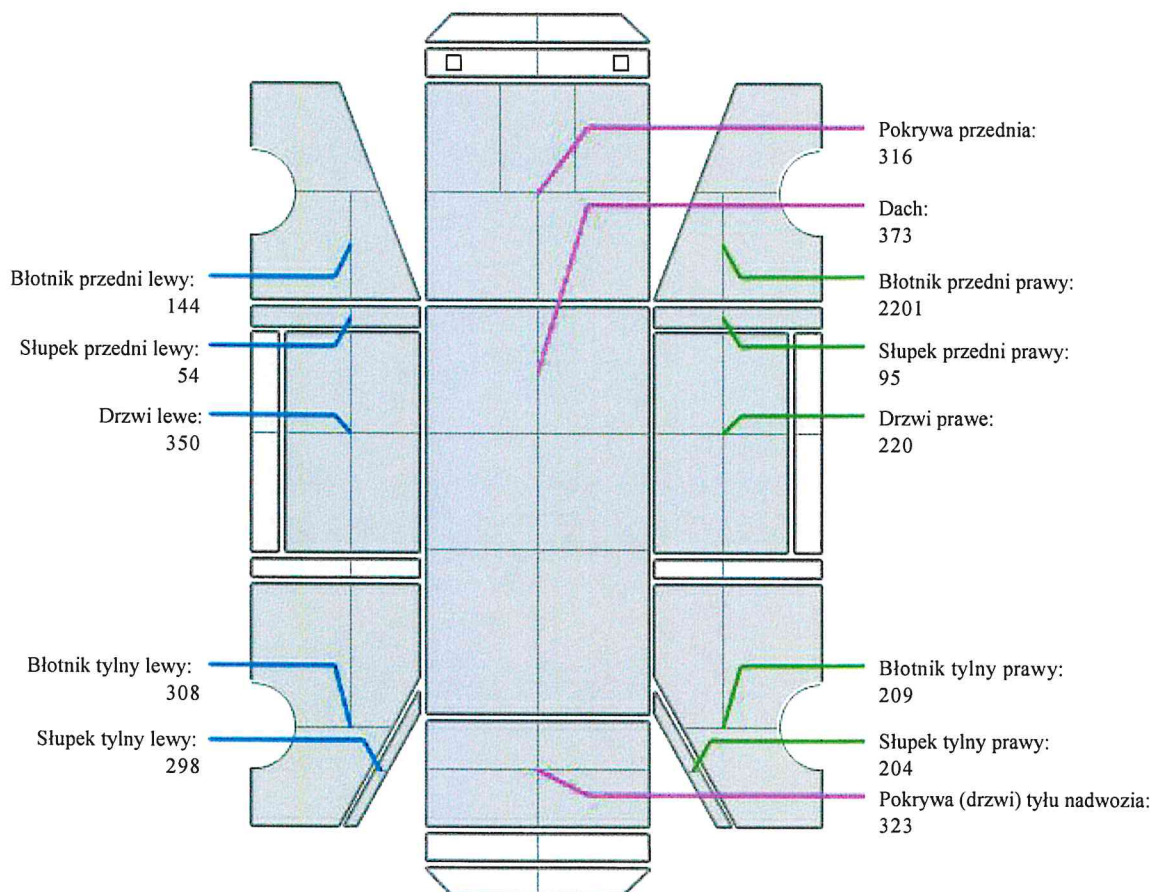 Pokrywa przednia:
316
Dach:
373
Błotnik przedni lewy:
144
Błotnik przedni prawy:
2201
Słupek przedni lewy:
54
Słupek przedni prawy:
95
Drzwi lewe:
350
Drzwi prawe:
220
Błotnik tylny lewy:
308
Błotnik tylny prawy:
209
Słupek tylny lewy:
298
Słupek tylny prawy:
204
Pokrywa (drzwi) tyłu nadwozia:
323